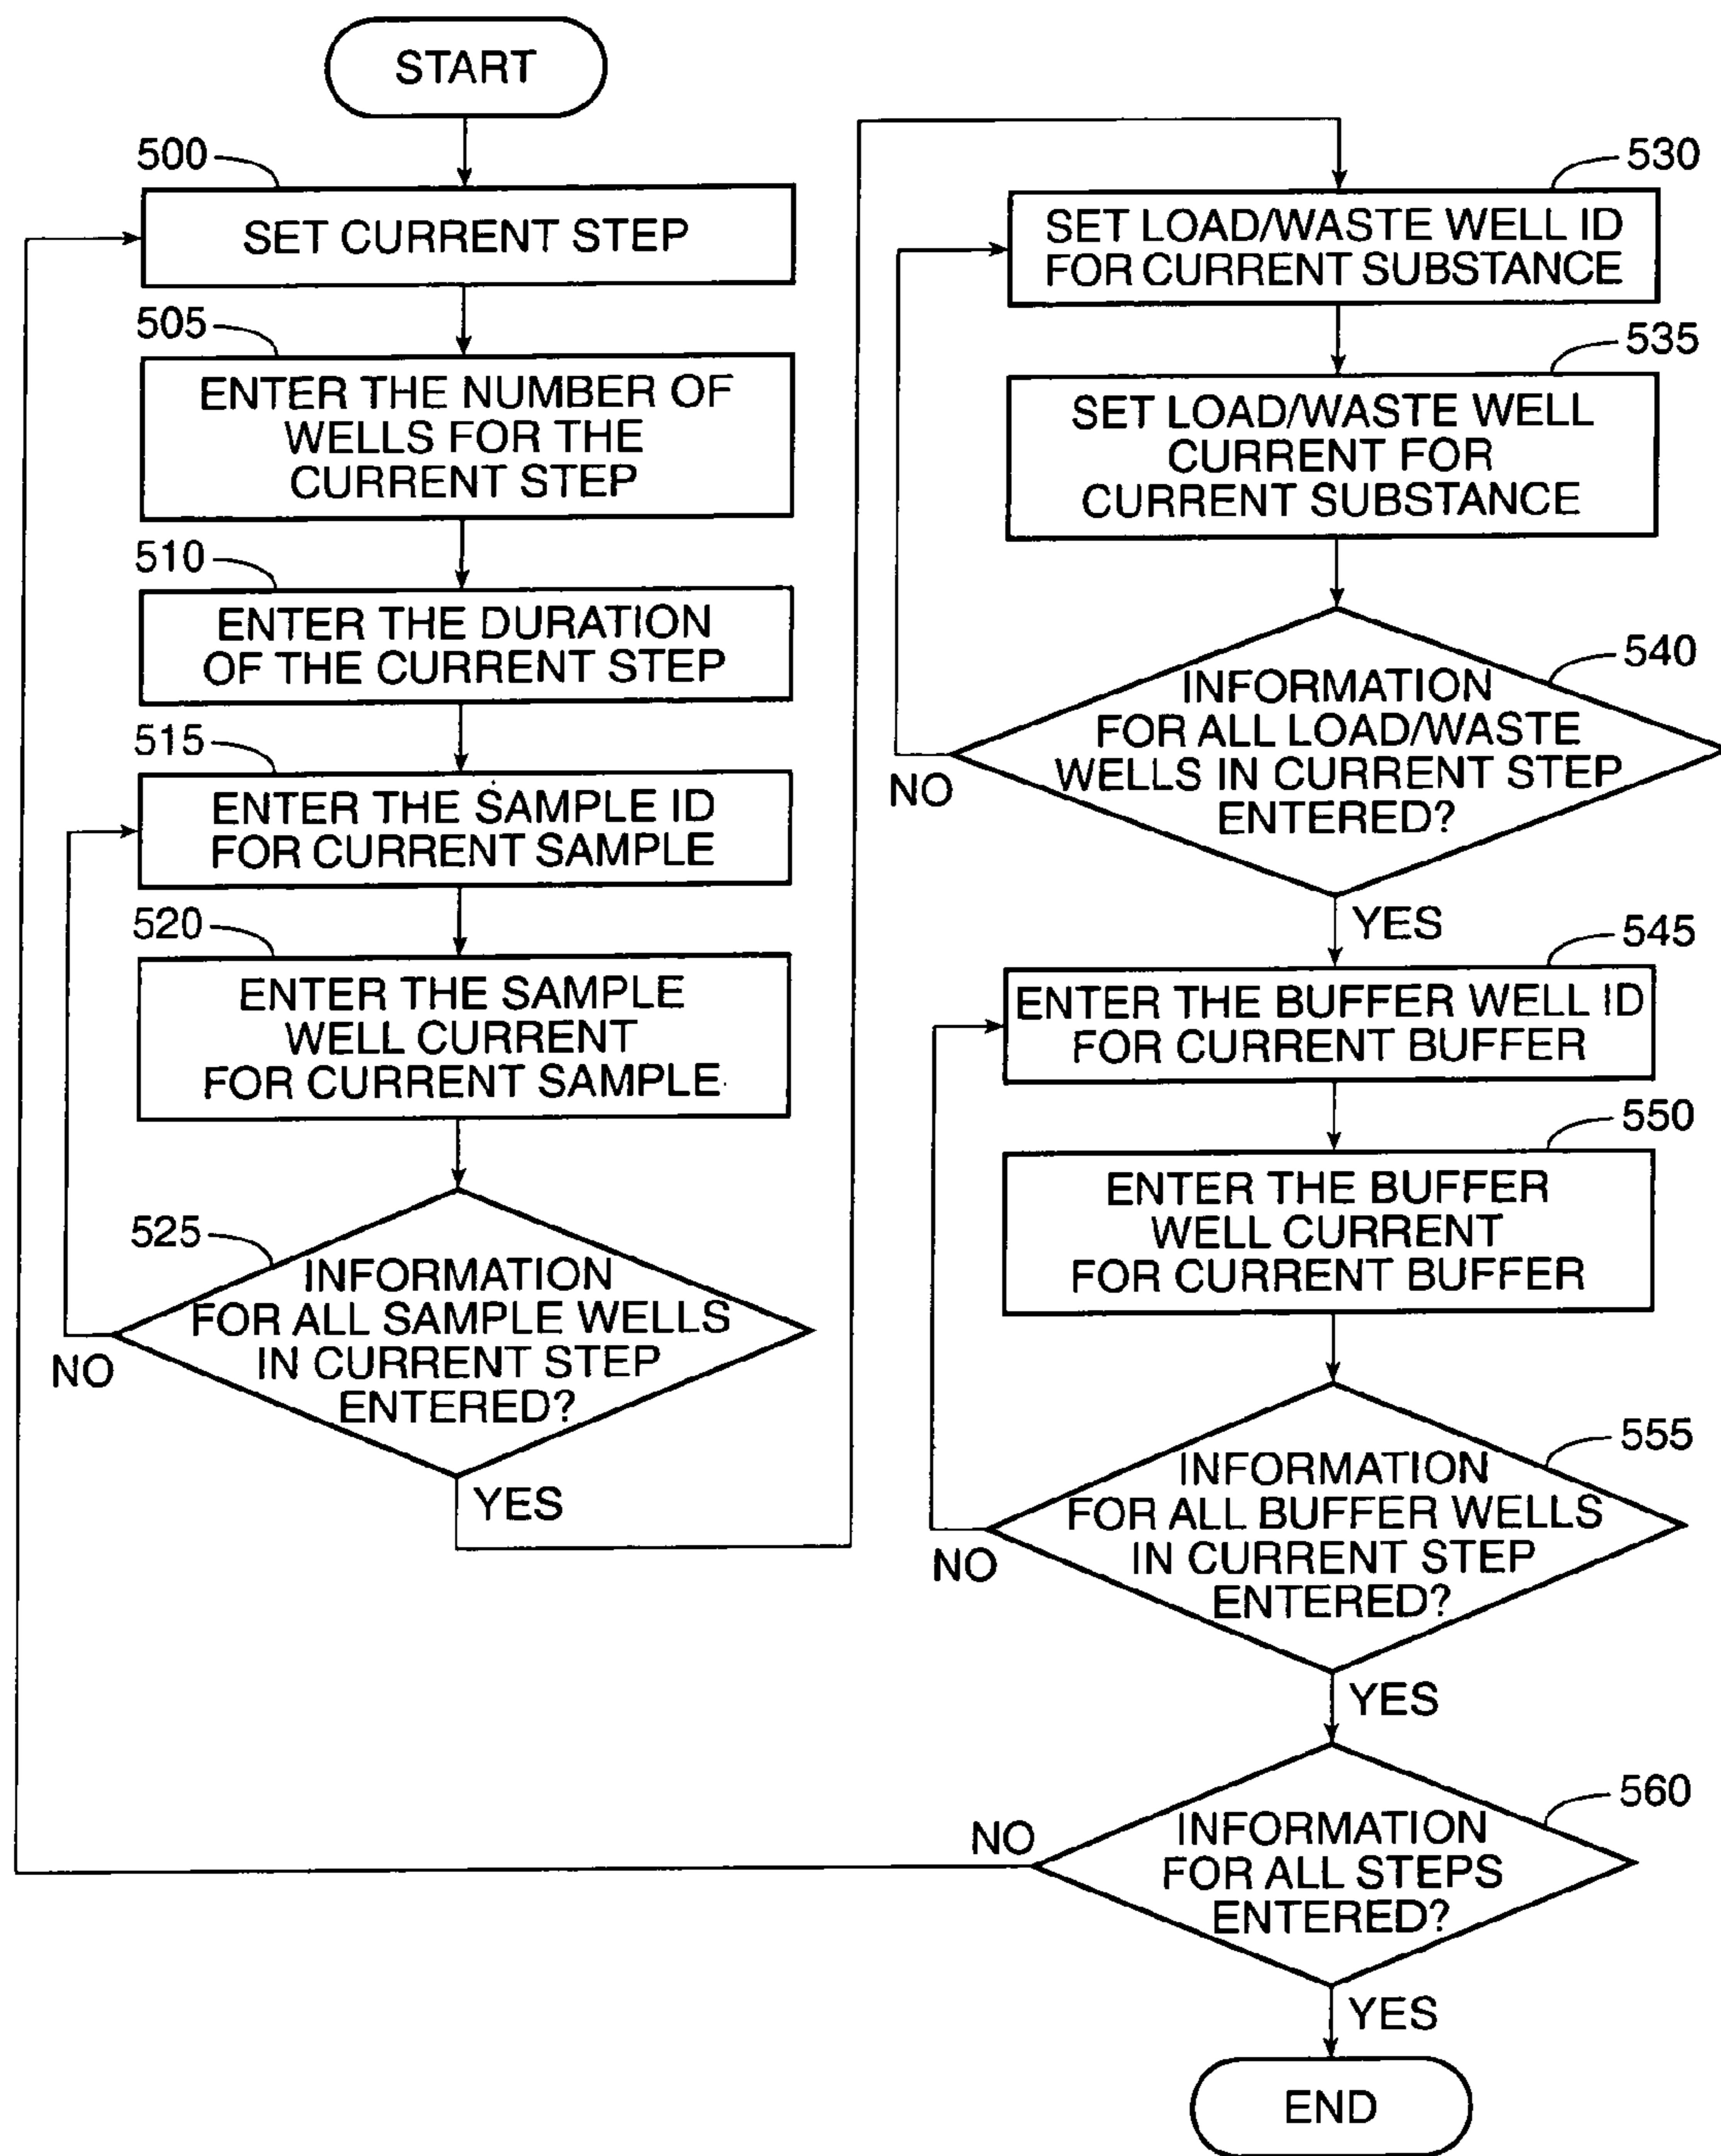 START
500
SET CURRENT STEP
505
ENTER THE NUMBER OF
WELLS FOR THE
CURRENT STEP
510
ENTER THE DURATION
OF THE CURRENT STEP
515
ENTER THE SAMPLE ID
FOR CURRENT SAMPLE
520
ENTER THE SAMPLE
WELL CURRENT
FOR CURRENT SAMPLE
525
INFORMATION
FOR ALL SAMPLE WELLS
IN CURRENT STEP
ENTERED?
NO
YES
530
SET LOAD/WASTE WELL ID
FOR CURRENT SUBSTANCE
535
SET LOAD/WASTE WELL
CURRENT FOR
CURRENT SUBSTANCE
540
INFORMATION
FOR ALL LOAD/WASTE
WELLS IN CURRENT STEP
ENTERED?
NO
YES
545
ENTER THE BUFFER WELL ID
FOR CURRENT BUFFER
550
ENTER THE BUFFER
WELL CURRENT
FOR CURRENT BUFFER
555
INFORMATION
FOR ALL BUFFER WELLS
IN CURRENT STEP
ENTERED?
NO
YES
560
INFORMATION
FOR ALL STEPS
ENTERED?
NO
YES
END